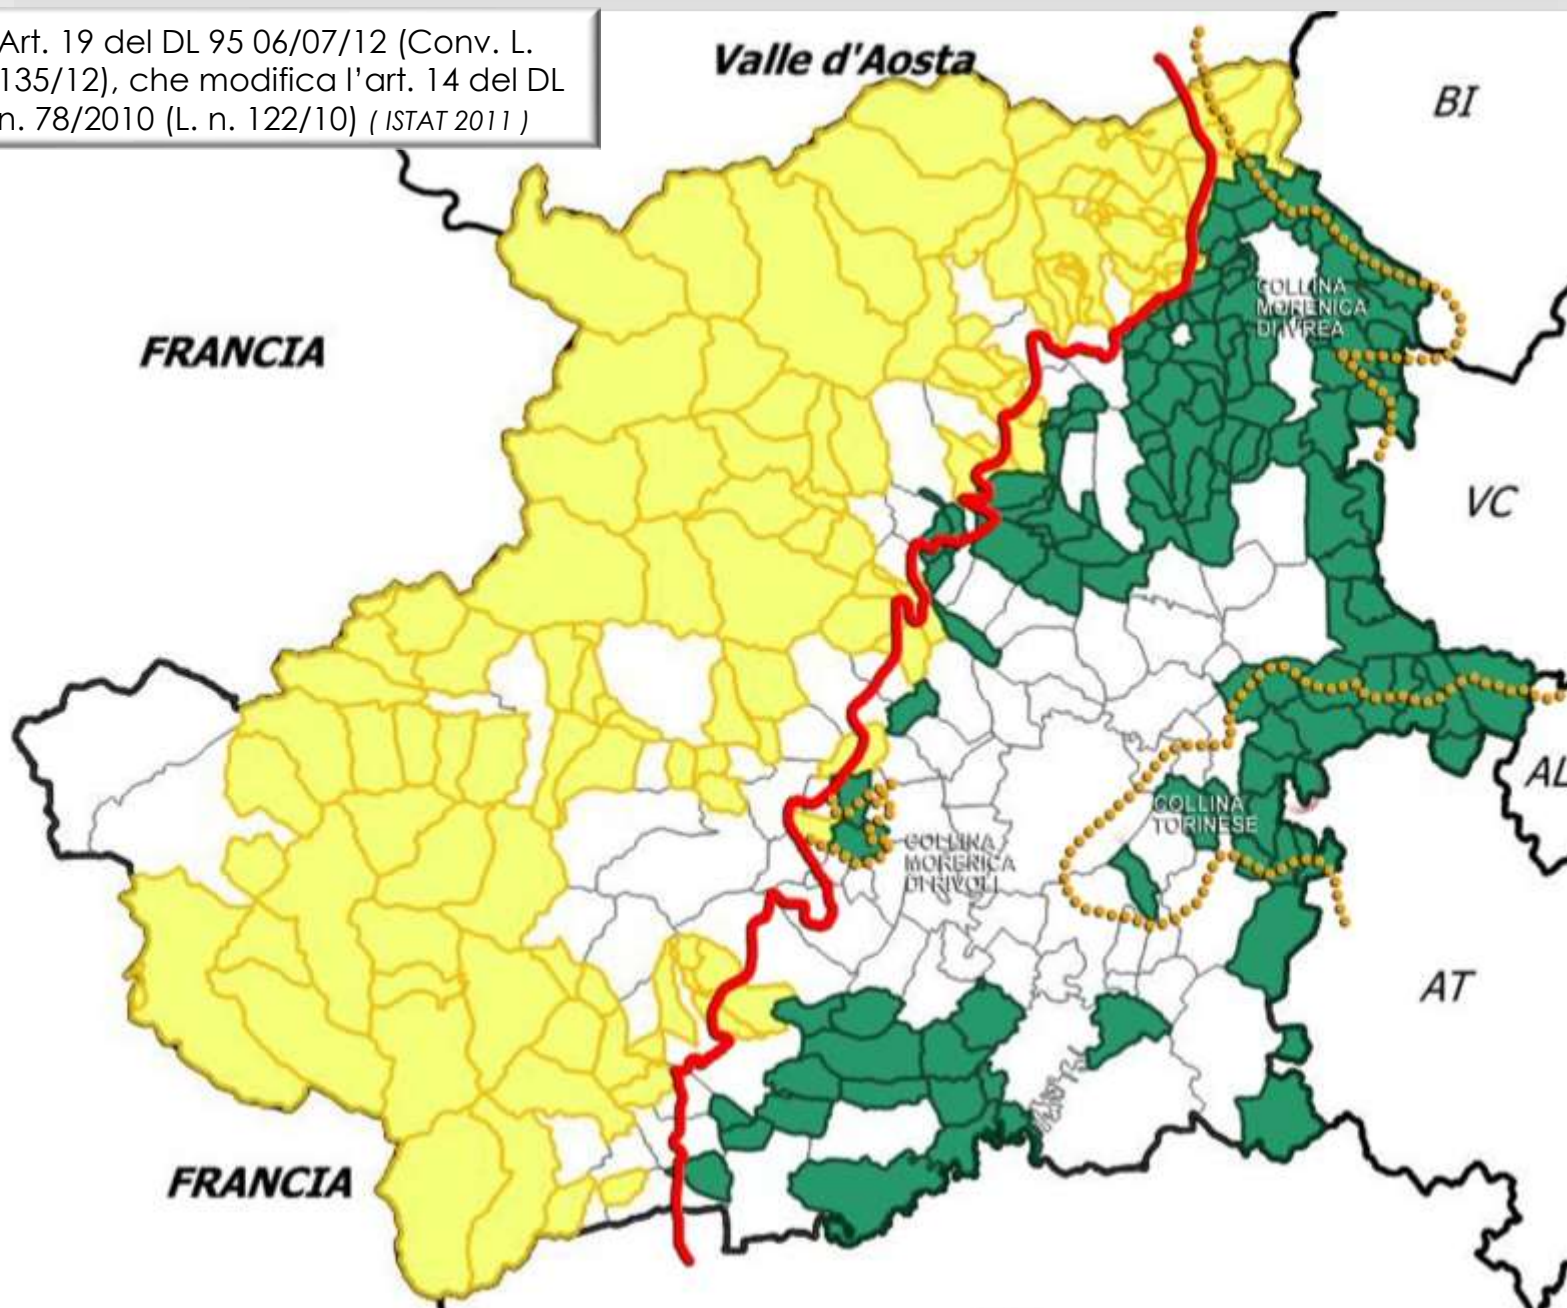 Art. 19 del DL 95 06/07/12 (Conv. L.
135/12), che modifica l'art. 14 del DL
n. 78/2010 (L. n. 122/10) ( ISTAT 2011 )
Valle d'Aosta
BI
COLLINA
MORENICA
DI IVREA
FRANCIA
VC
AL
COLLINA
TORINESE
COLLINA
MORENICA
DI RIVOLI
AT
FRANCIA